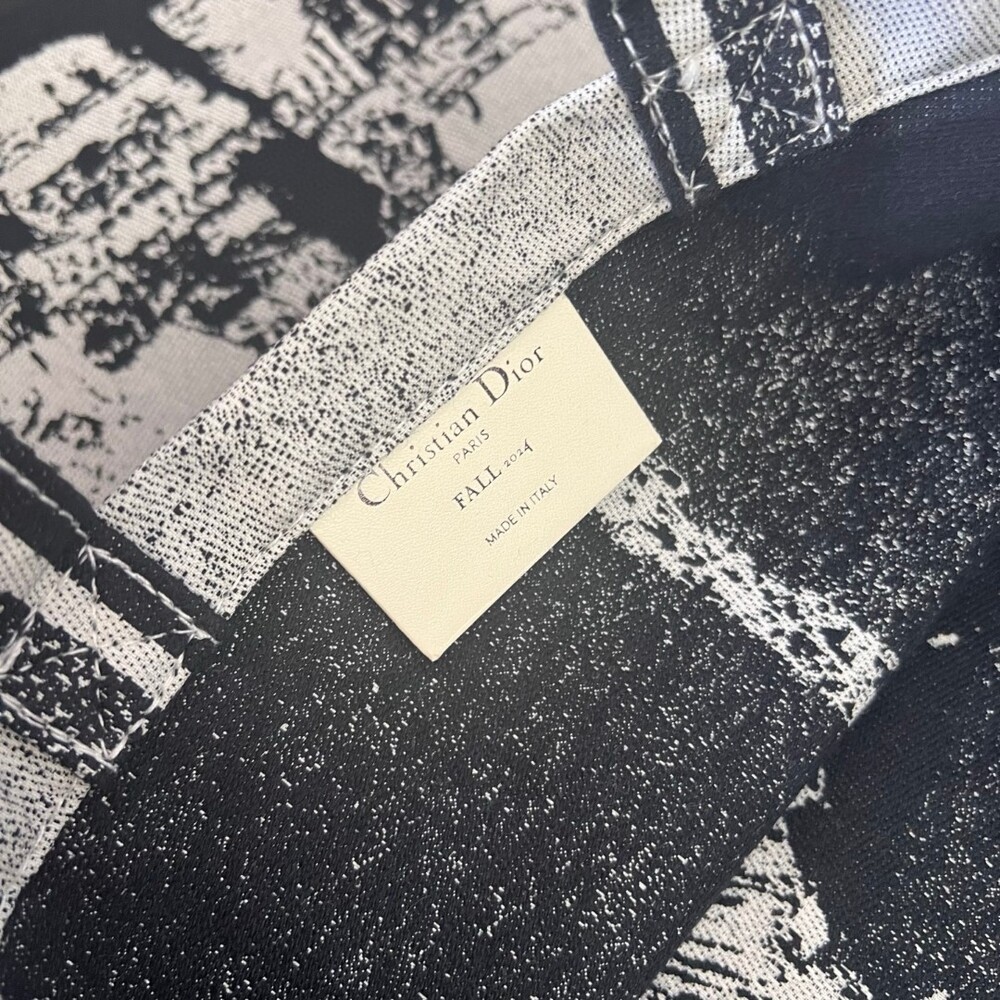 Christian Dior
PARIS
FALL 2024
MADE IN ITALY